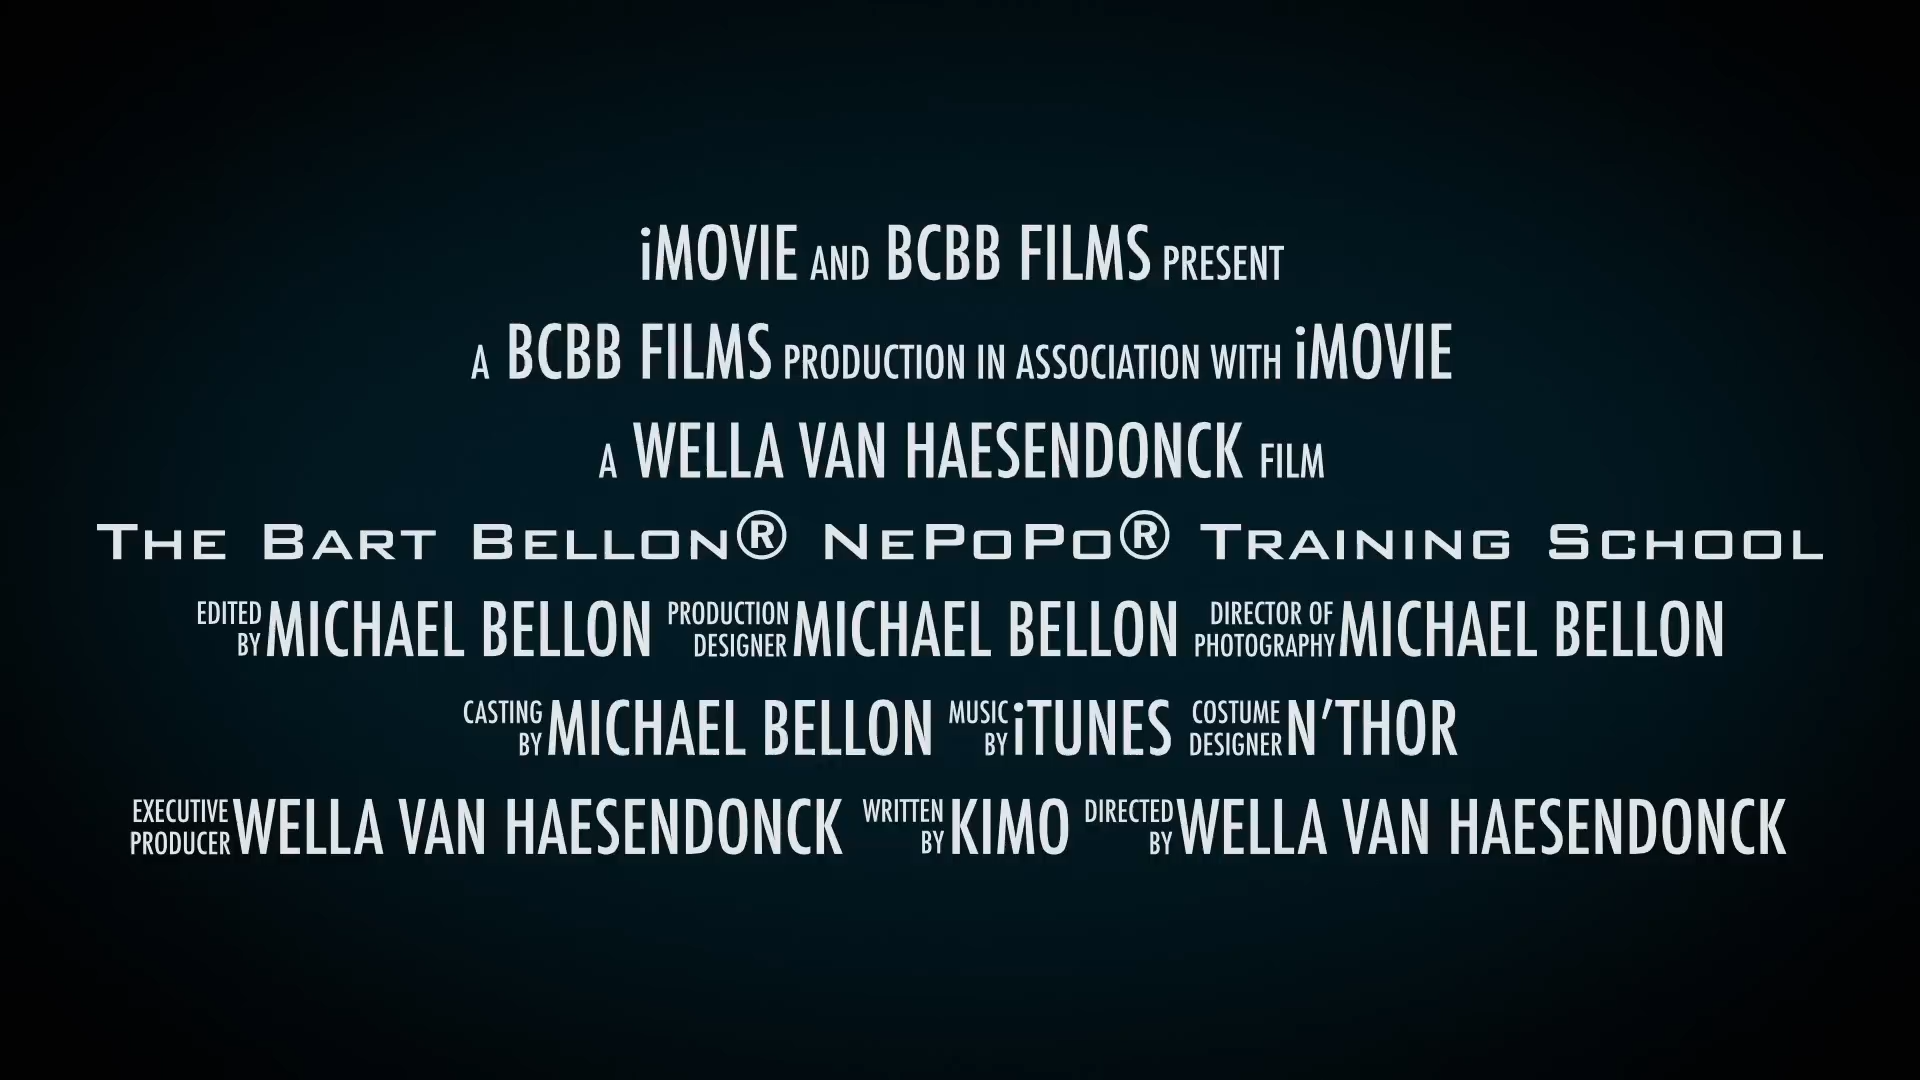 iMOVIE AND BCBB FILMS PRESENT
A BCBB FILMS PRODUCTION IN ASSOCIATION WITH iMOVIE
A WELLA VAN HAESENDONCK FILM
The Bart Bellon® NePoPo® Training School
EDITED BY MICHAEL BELLON PRODUCTION DESIGNER MICHAEL BELLON DIRECTOR OF PHOTOGRAPHY MICHAEL BELLON
CASTING BY MICHAEL BELLON MUSIC BY iTUNES COSTUME DESIGNER N'THOR
EXECUTIVE PRODUCER WELLA VAN HAESENDONCK WRITTEN BY KIMO DIRECTED BY WELLA VAN HAESENDONCK